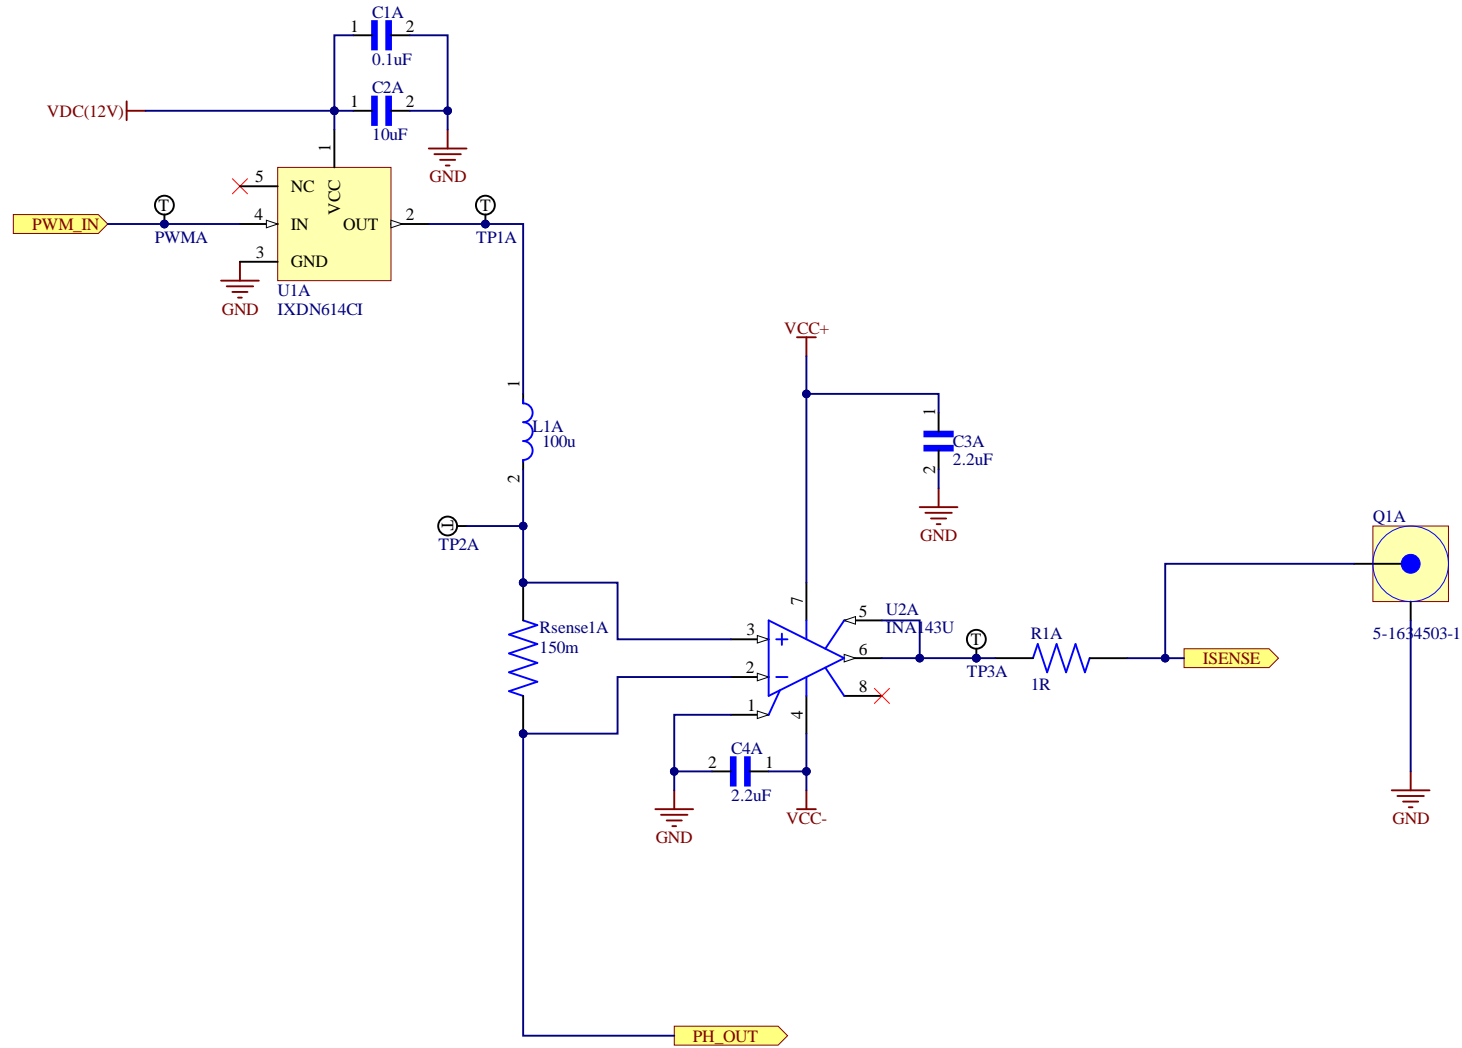 C1A
1 2
0.1uF
C2A
VDC(12V)
1 2
10uF
1
GND
5 NC
VCC
T
T
PWM_IN
4 IN
OUT 2
PWMA
TP1A
3 GND
GND
U1A
IXDN614CI
VCC+
1
L1A
100u
1
C3A
2.2uF
2
2
GND
T
TP2A
Q1A
7
5
U2A
INA143U
Rsense1A
150m
3
+
T
R1A
5-1634503-1
6
ISENSE
2
−
TP3A
1R
8
1
4
C4A
2 1
2.2uF
GND
VCC-
GND
PH_OUT